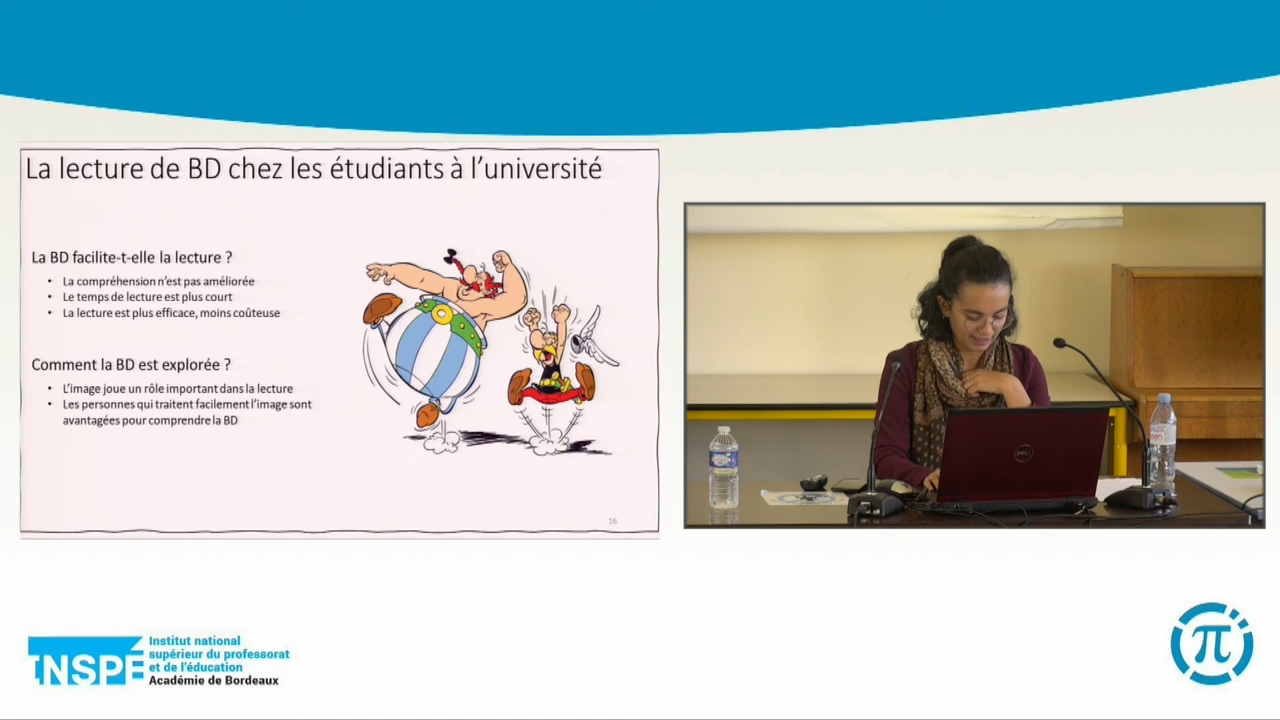 La lecture de BD chez les étudiants à l'université
La BD facilite-t-elle la lecture ?
• La compréhension n'est pas améliorée
• Le temps de lecture est plus court
• La lecture est plus efficace, moins coûteuse
Comment la BD est explorée ?
• L'image joue un rôle important dans la lecture
• Les personnes qui traitent facilement l'image sont
avantagées pour comprendre la BD
16
DELL
INSPÉ
Institut national
supérieur du professorat
et de l'éducation
Académie de Bordeaux
π